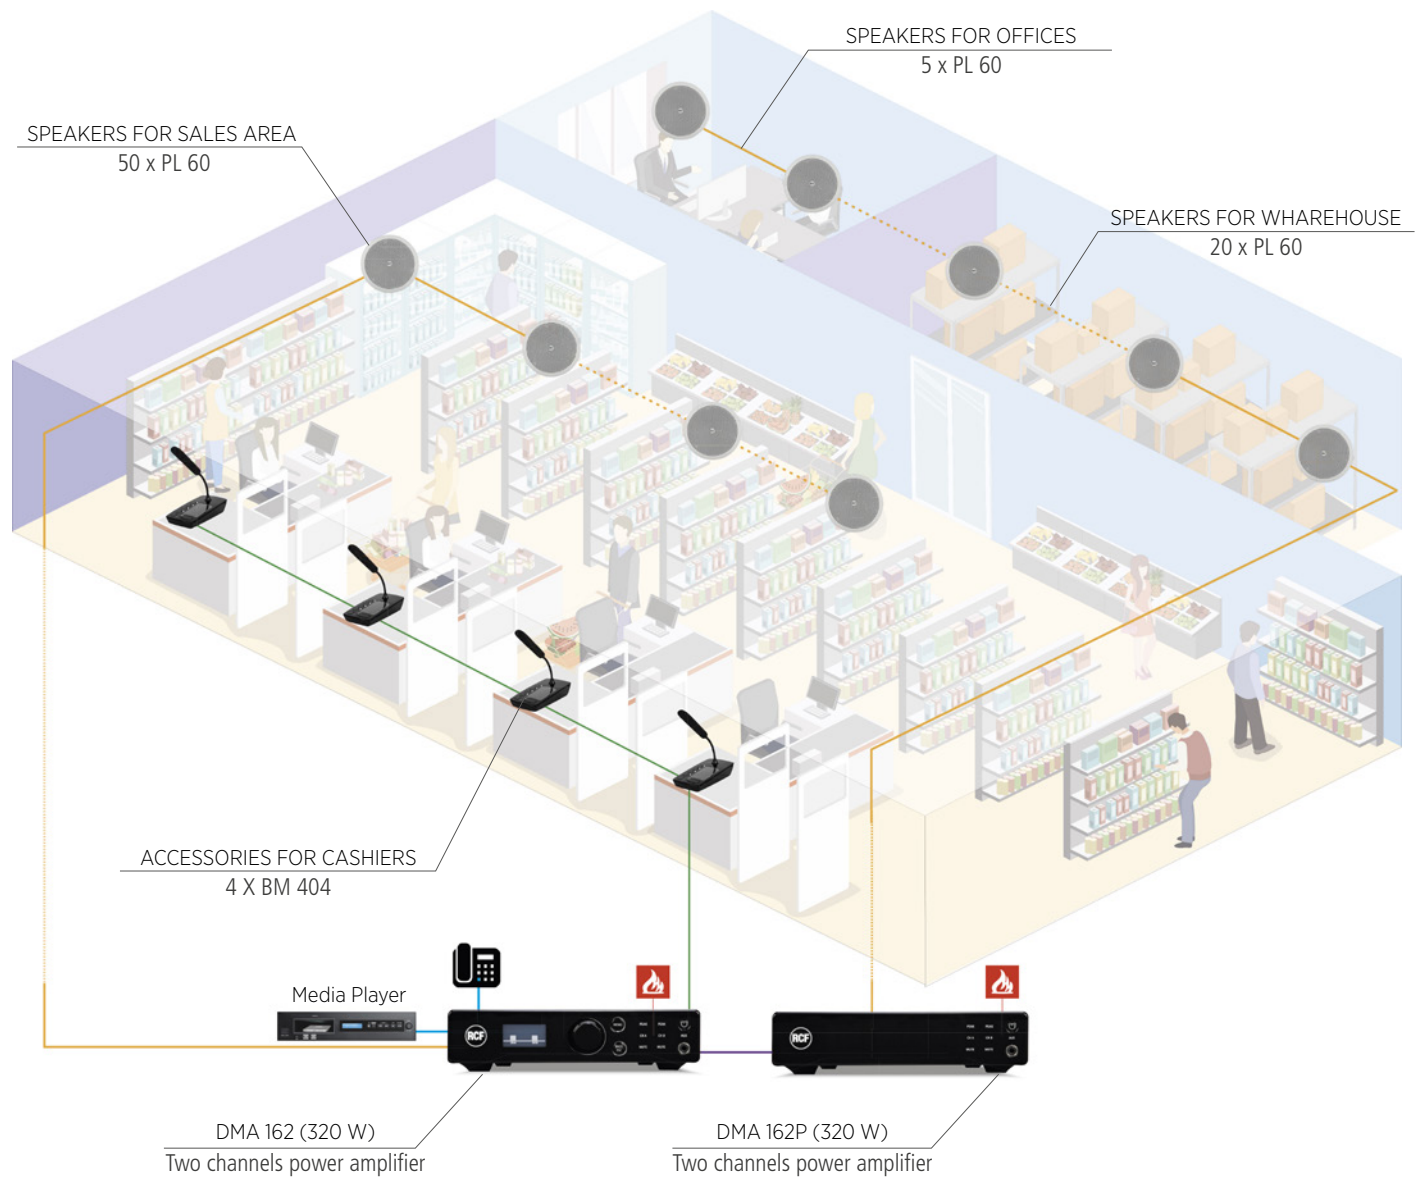 SPEAKERS FOR OFFICES
5 x PL 60
SPEAKERS FOR SALES AREA
50 x PL 60
SPEAKERS FOR WHAREHOUSE
20 x PL 60
ACCESSORIES FOR CASHIERS
4 X BM 404
Media Player
RCF
RCF
DMA 162 (320 W)
Two channels power amplifier
DMA 162P (320 W)
Two channels power amplifier